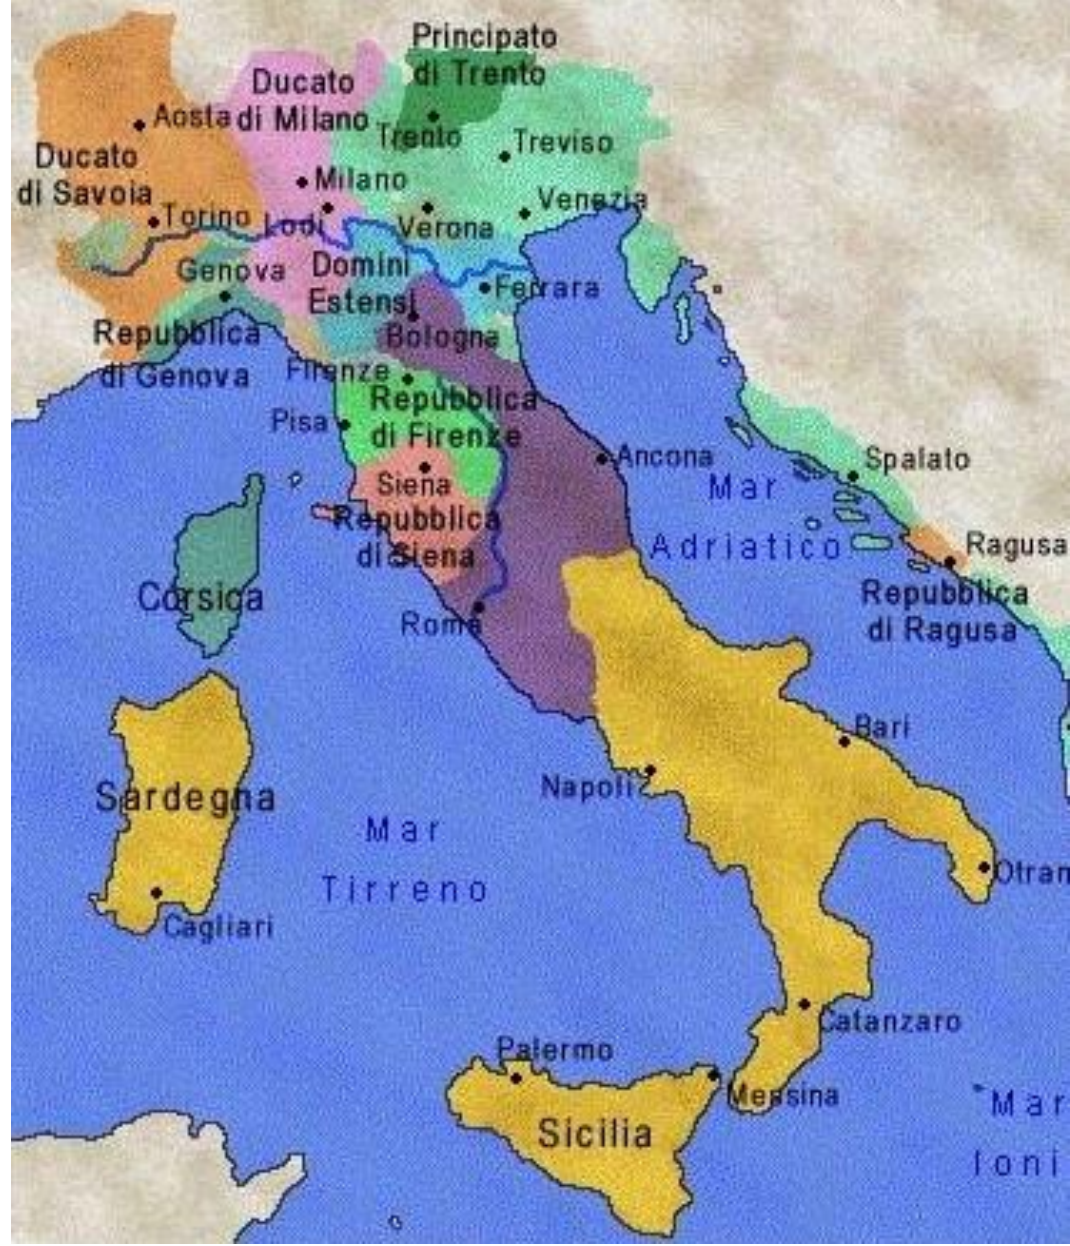 Principato
di Trento
Ducato
di Milano
Aosta
Trento
Treviso
Ducato
di Savoia
Milano
Venezia
Torino
Lodi
Verona
Genova
Domini
Estensi
Ferrara
Repubblica
di Genova
Bologna
Firenze
Repubblica
di Firenze
Pisa
Ancona
Spalato
Siena
Mar
Adriatico
Repubblica
di Siena
Ragusa
Corsica
Repubblica
di Ragusa
Roma
Bari
Napoli
Sardegna
Mar
Tirreno
Otran
Cagliari
Catanzaro
Palermo
Messina
Mar
Ioni
Sicilia